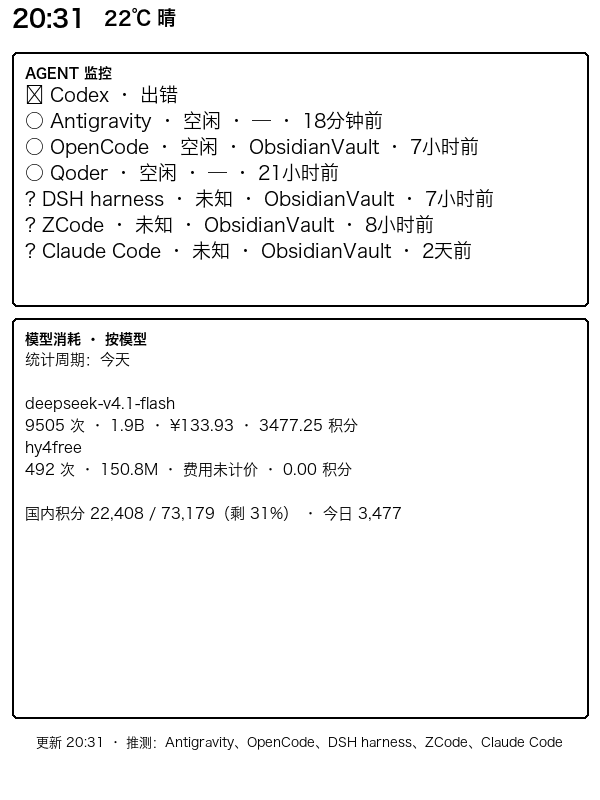 20:31 22℃ 晴
AGENT 监控
☒ Codex · 出错
○ Antigravity · 空闲 · — · 18分钟前
○ OpenCode · 空闲 · ObsidianVault · 7小时前
○ Qoder · 空闲 · — · 21小时前
? DSH harness · 未知 · ObsidianVault · 7小时前
? ZCode · 未知 · ObsidianVault · 8小时前
? Claude Code · 未知 · ObsidianVault · 2天前
模型消耗 · 按模型
统计周期：今天
deepseek-v4.1-flash
9505 次 · 1.9B · ¥133.93 · 3477.25 积分
hy4free
492 次 · 150.8M · 费用未计价 · 0.00 积分
国内积分 22,408 / 73,179（剩 31%） · 今日 3,477
更新 20:31 · 推测：Antigravity、OpenCode、DSH harness、ZCode、Claude Code